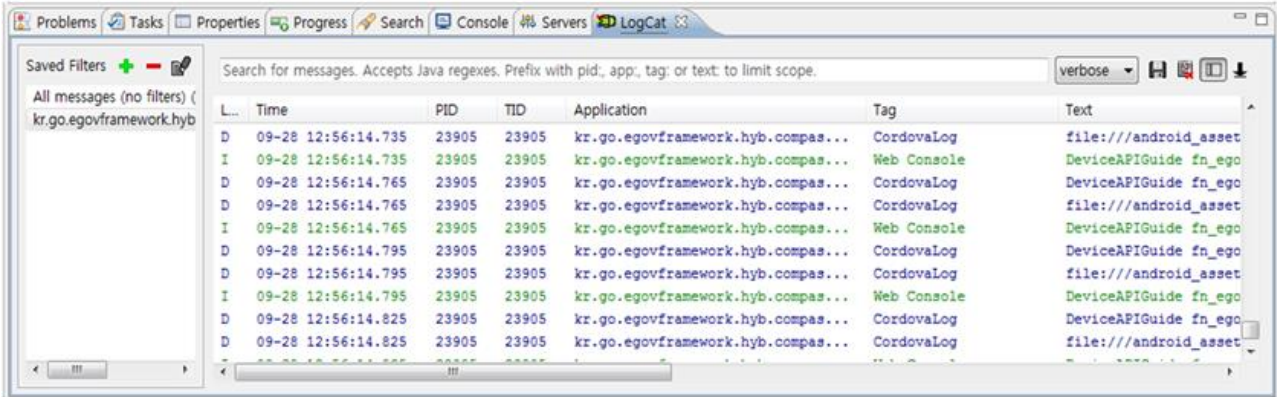 Problems Tasks Properties Progress Search Console Servers LogCat
Saved Filters
Search for messages. Accepts Java regexes. Prefix with pid:, app:, tag: or text: to limit scope.
verbose
All messages (no filters) (
kr.go.egovframework.hyb
L... Time PID TID Application Tag Text
D 09-28 12:56:14.735 23905 23905 kr.go.egovframework.hyb.compas... CordovaLog file:///android_asset
I 09-28 12:56:14.735 23905 23905 kr.go.egovframework.hyb.compas... Web Console DeviceAPIGuide fn_ego
D 09-28 12:56:14.765 23905 23905 kr.go.egovframework.hyb.compas... CordovaLog DeviceAPIGuide fn_ego
D 09-28 12:56:14.765 23905 23905 kr.go.egovframework.hyb.compas... CordovaLog file:///android_asset
I 09-28 12:56:14.765 23905 23905 kr.go.egovframework.hyb.compas... Web Console DeviceAPIGuide fn_ego
D 09-28 12:56:14.795 23905 23905 kr.go.egovframework.hyb.compas... CordovaLog DeviceAPIGuide fn_ego
D 09-28 12:56:14.795 23905 23905 kr.go.egovframework.hyb.compas... CordovaLog file:///android_asset
I 09-28 12:56:14.795 23905 23905 kr.go.egovframework.hyb.compas... Web Console DeviceAPIGuide fn_ego
D 09-28 12:56:14.825 23905 23905 kr.go.egovframework.hyb.compas... CordovaLog DeviceAPIGuide fn_ego
D 09-28 12:56:14.825 23905 23905 kr.go.egovframework.hyb.compas... CordovaLog file:///android_asset